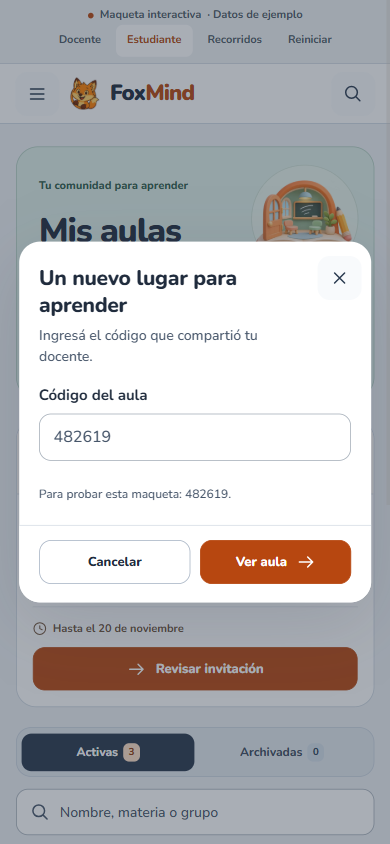 Maqueta interactiva · Datos de ejemplo
Docente Estudiante Recorridos Reiniciar
FoxMind
Tu comunidad para aprender
Mis aulas
Un nuevo lugar para
aprender
Ingresá el código que compartió tu
docente.
Código del aula
482619
Para probar esta maqueta: 482619.
Cancelar Ver aula
Hasta el 20 de noviembre
Revisar invitación
Activas 3 Archivadas 0
Nombre, materia o grupo